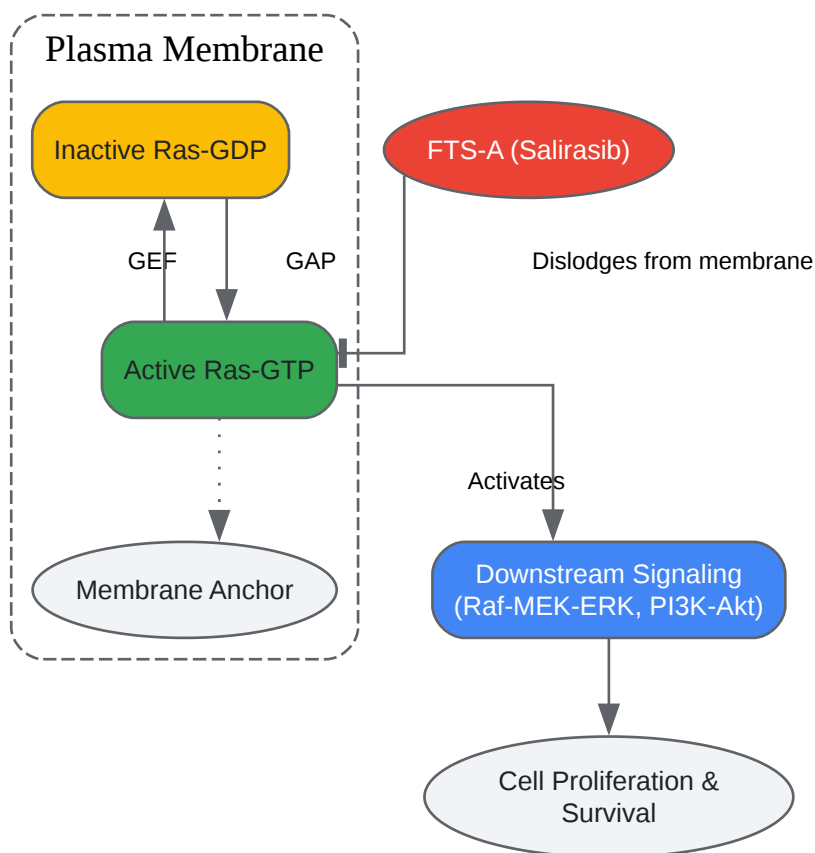 Plasma Membrane
Inactive Ras-GDP
FTS-A (Salirasib)
GEF
GAP
Dislodges from membrane
Active Ras-GTP
Activates
Membrane Anchor
Downstream Signaling
(Raf-MEK-ERK, PI3K-Akt)
Cell Proliferation &
Survival